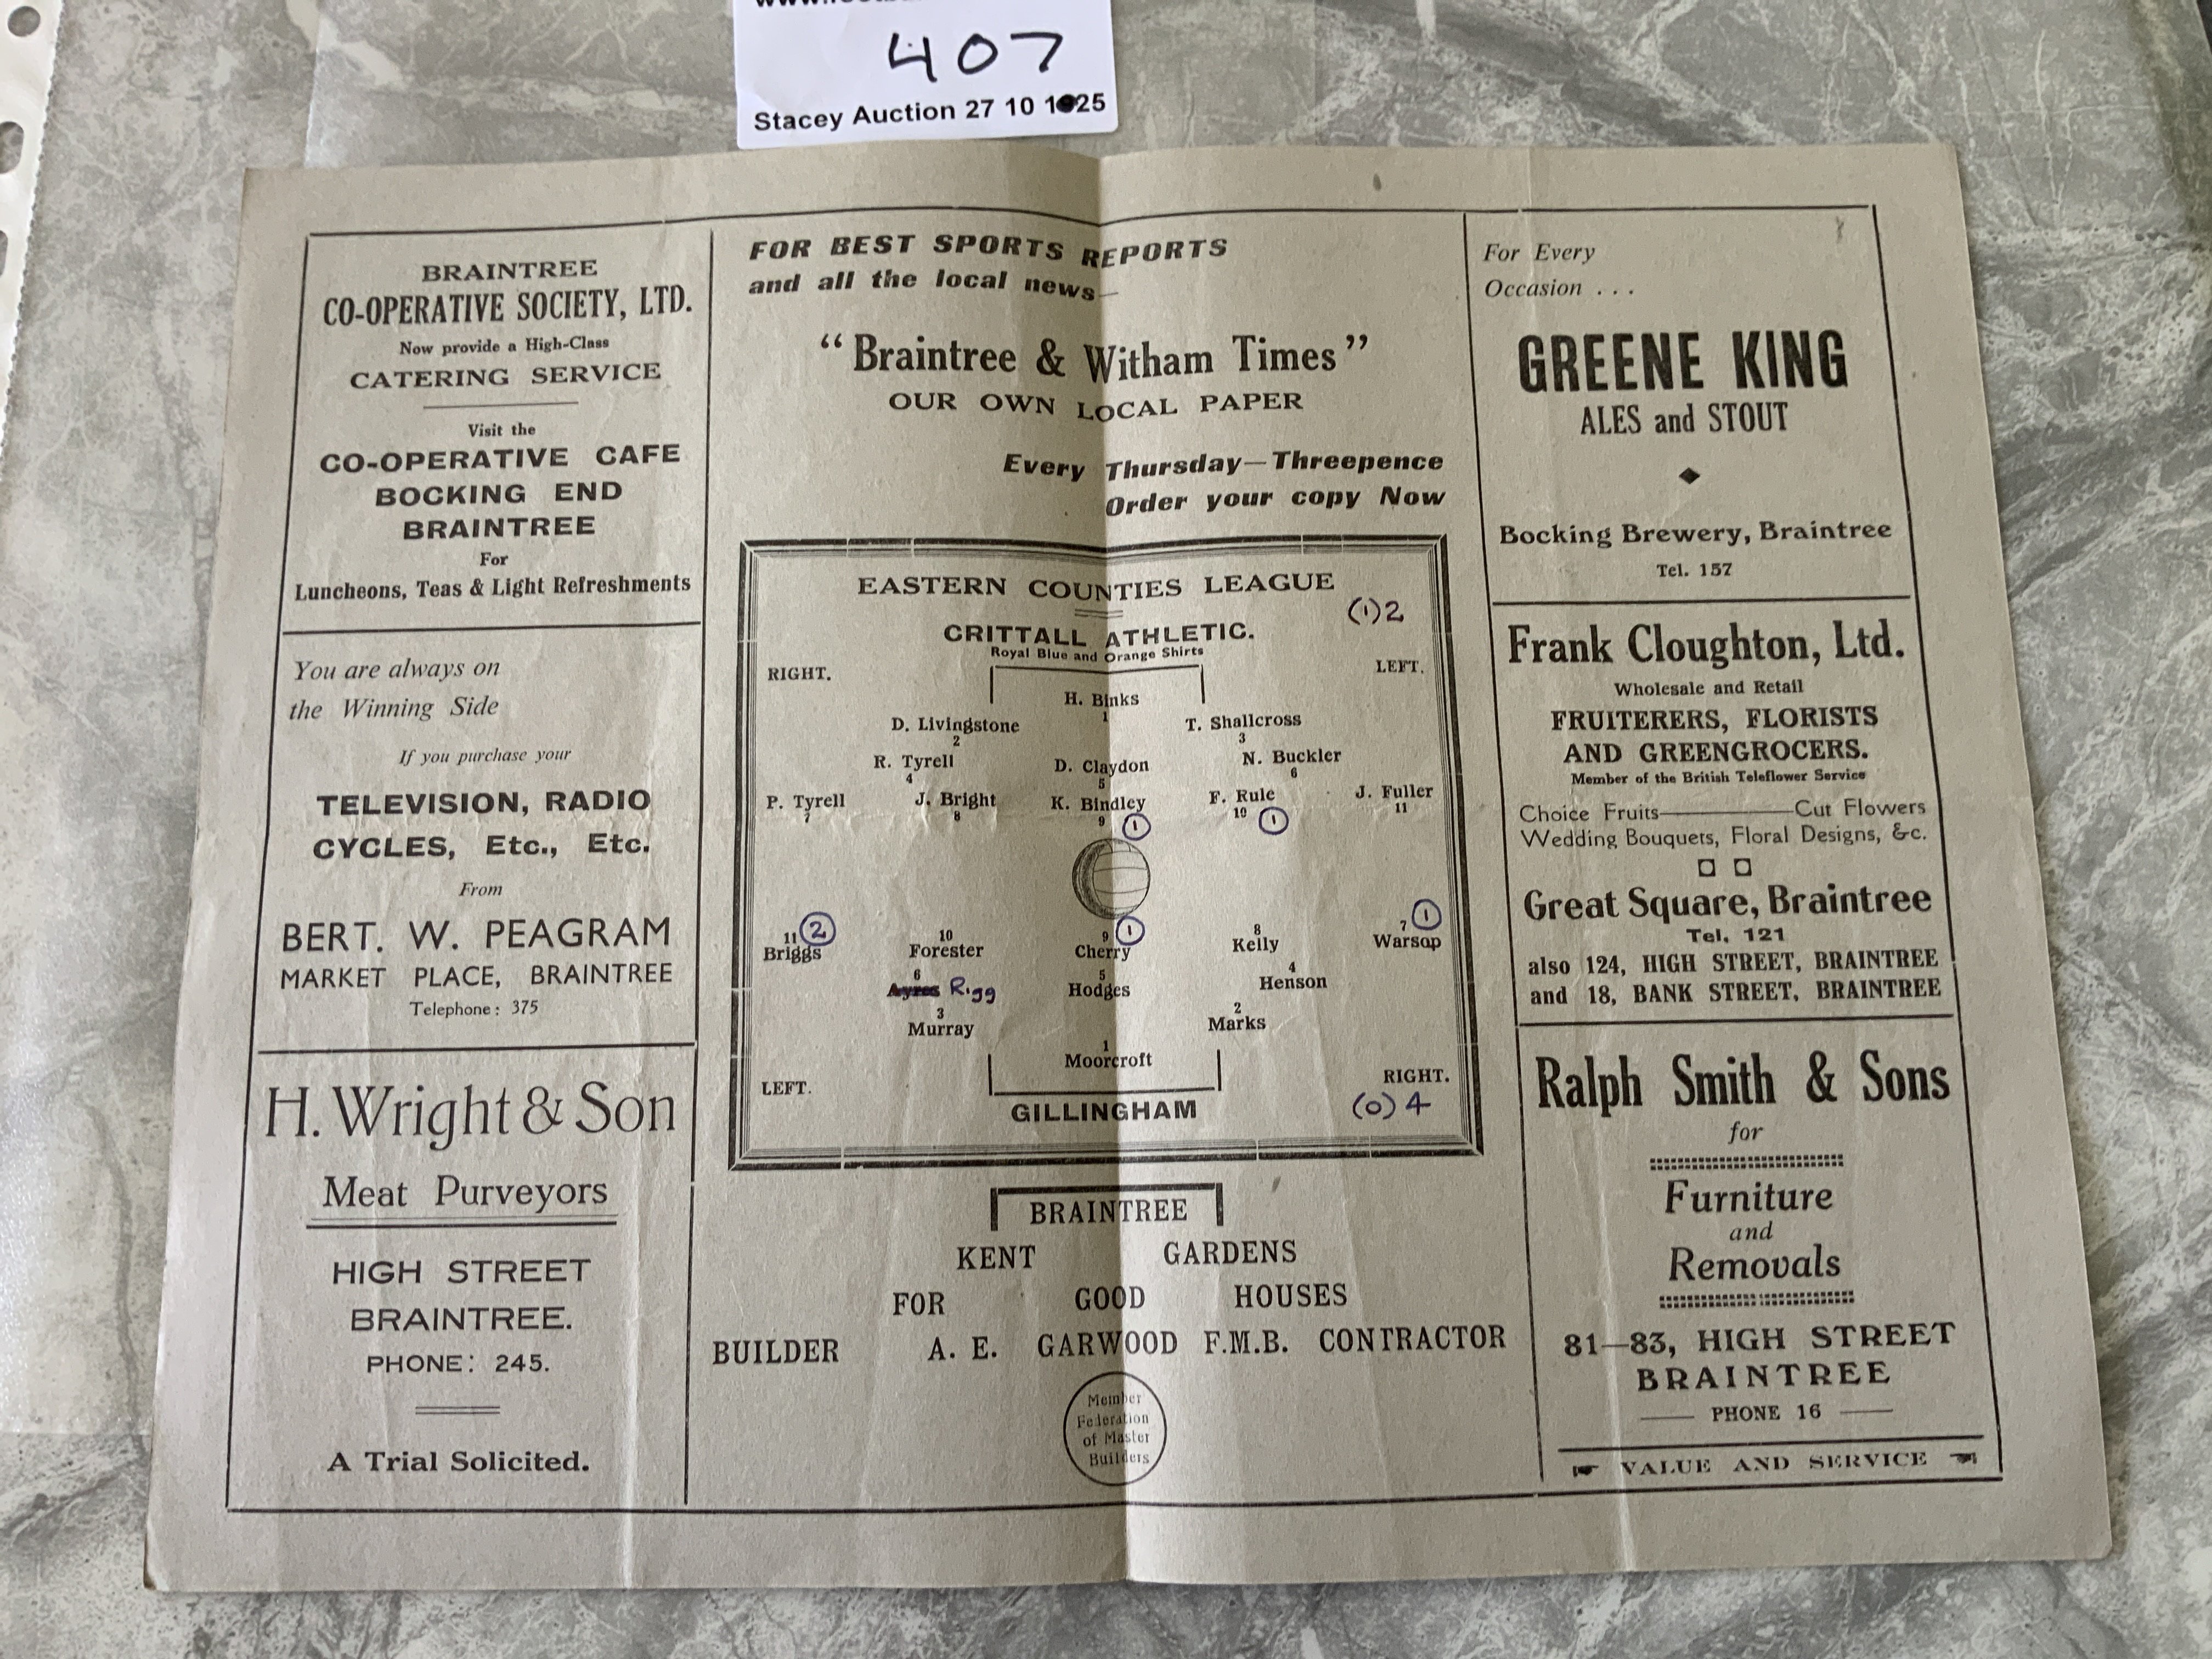 407
Stacey Auction 27 10 1025
BRAINTREE
CO-OPERATIVE SOCIETY, LTD.
Now provide a High-Class
CATERING SERVICE
Visit the
CO-OPERATIVE CAFE
BOCKING END
BRAINTREE
For
Luncheons, Teas & Light Refreshments
You are always on
the Winning Side
If you purchase your
TELEVISION, RADIO
CYCLES, Etc., Etc.
From
BERT. W. PEAGRAM
MARKET PLACE, BRAINTREE
Telephone: 375
H. Wright & Son
Meat Purveyors
HIGH STREET
BRAINTREE.
PHONE: 245.
A Trial Solicited.
FOR BEST SPORTS REPORTS
and all the local news—
"Braintree & Witham Times"
OUR OWN LOCAL PAPER
Every Thursday—Threepence
Order your copy Now
EASTERN COUNTIES LEAGUE
(1) 2
CRITTALL ATHLETIC.
Royal Blue and Orange Shirts
RIGHT. LEFT.
H. Binks
1
D. Livingstone T. Shallcross
2 3
R. Tyrell D. Claydon N. Buckler
4 5 6
P. Tyrell J. Bright K. Bindley F. Rule J. Fuller
7 8 9 1 10 1 11
11 2 10 9 1 8 7 1
Briggs Forester Cherry Kelly Warsop
6 5 4
Ayres Rigg Hodges Henson
3 2
Murray Marks
1
Moorcroft
LEFT. RIGHT.
GILLINGHAM (0) 4
BRAINTREE
KENT GARDENS
FOR GOOD HOUSES
BUILDER A. E. GARWOOD F.M.B. CONTRACTOR
Member
Federation
of Master
Builders
For Every
Occasion . . .
GREENE KING
ALES and STOUT
Bocking Brewery, Braintree
Tel. 157
Frank Cloughton, Ltd.
Wholesale and Retail
FRUITERERS, FLORISTS
AND GREENGROCERS.
Member of the British Teleflower Service
Choice Fruits————Cut Flowers
Wedding Bouquets, Floral Designs, &c.
Great Square, Braintree
Tel. 121
also 124, HIGH STREET, BRAINTREE
and 18, BANK STREET, BRAINTREE
Ralph Smith & Sons
for
Furniture
and
Removals
81—83, HIGH STREET
BRAINTREE
PHONE 16
VALUE AND SERVICE